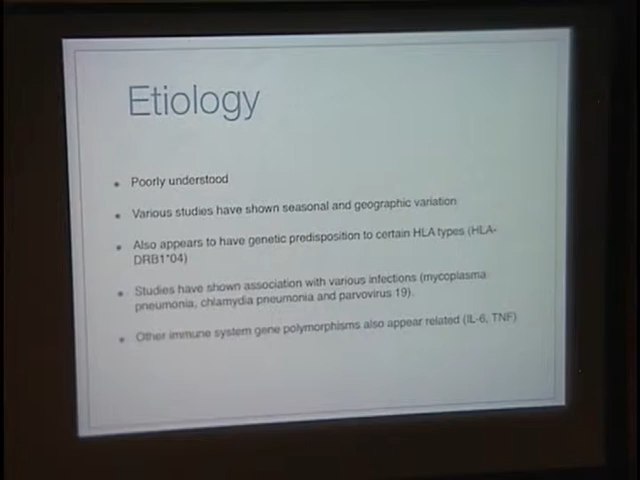 Etiology
• Poorly understood
• Various studies have shown seasonal and geographic variation
• Also appears to have genetic predisposition to certain HLA types (HLA-
DRB1*04)
• Studies have shown association with various infections (mycoplasma
pneumonia, chlamydia pneumonia and parvovirus 19).
• Other immune system gene polymorphisms also appear related (IL-6, TNF)